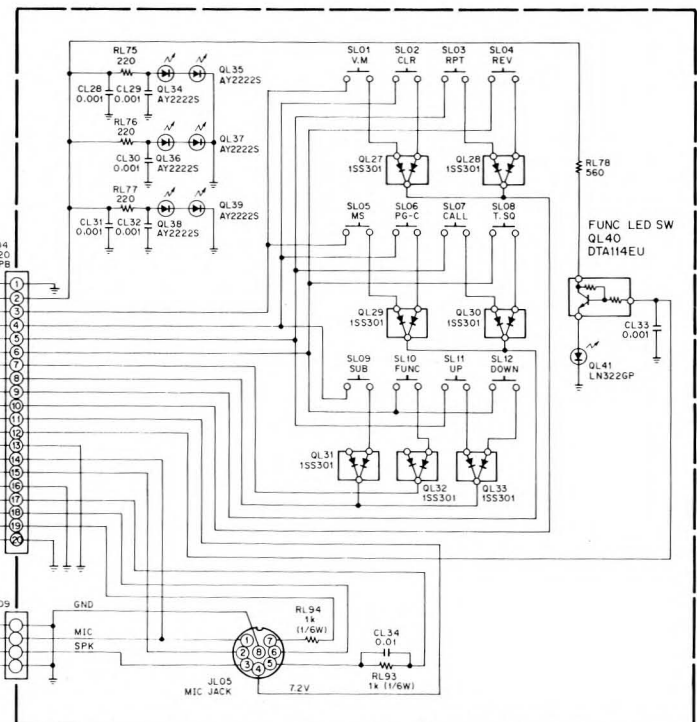 RL75
220
CL28
0.001
CL29
0.001
QL34
AY2222S
QL35
AY2222S
RL76
220
CL30
0.001
QL36
AY2222S
QL37
AY2222S
RL77
220
CL31
0.001
CL32
0.001
QL38
AY2222S
QL39
AY2222S
SL01
V.M
SL02
CLR
SL03
RPT
SL04
REV
QL27
1SS301
QL28
1SS301
SL05
MS
SL06
PG-C
SL07
CALL
SL08
T.SQ
QL29
1SS301
QL30
1SS301
SL09
SUB
SL10
FUNC
SL11
UP
SL12
DOWN
QL31
1SS301
QL32
1SS301
QL33
1SS301
RL78
560
FUNC LED SW
QL40
DTA114EU
CL33
0.001
QL41
LN322GP
04
20
PB
1
2
3
4
5
6
7
8
9
10
11
12
13
14
15
16
17
18
19
20
09
GND
MIC
SPK
1 7
2 8 6
3 4 5
JL05
MIC JACK
RL94
1k
(1/6W)
CL34
0.01
RL93
1k (1/6W)
7.2V